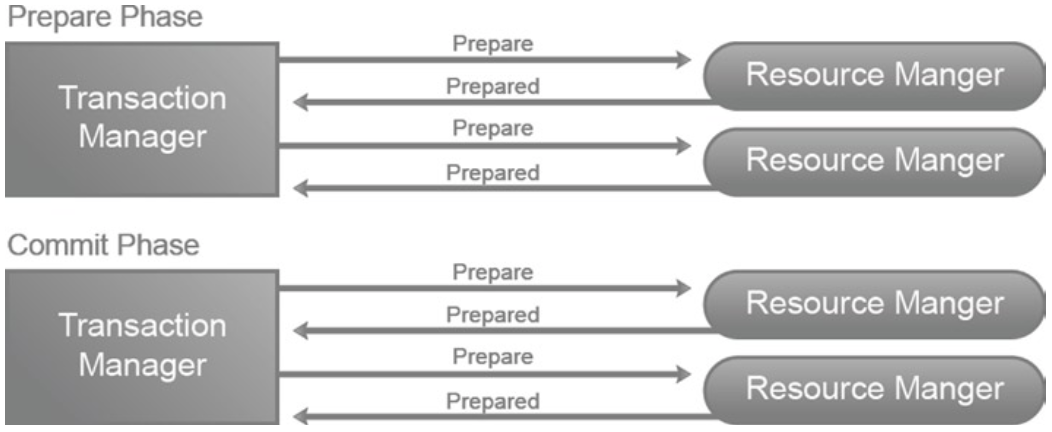 Prepare Phase
Transaction
Manager
Prepare
Prepared
Prepare
Prepared
Resource Manger
Resource Manger
Commit Phase
Transaction
Manager
Prepare
Prepared
Prepare
Prepared
Resource Manger
Resource Manger